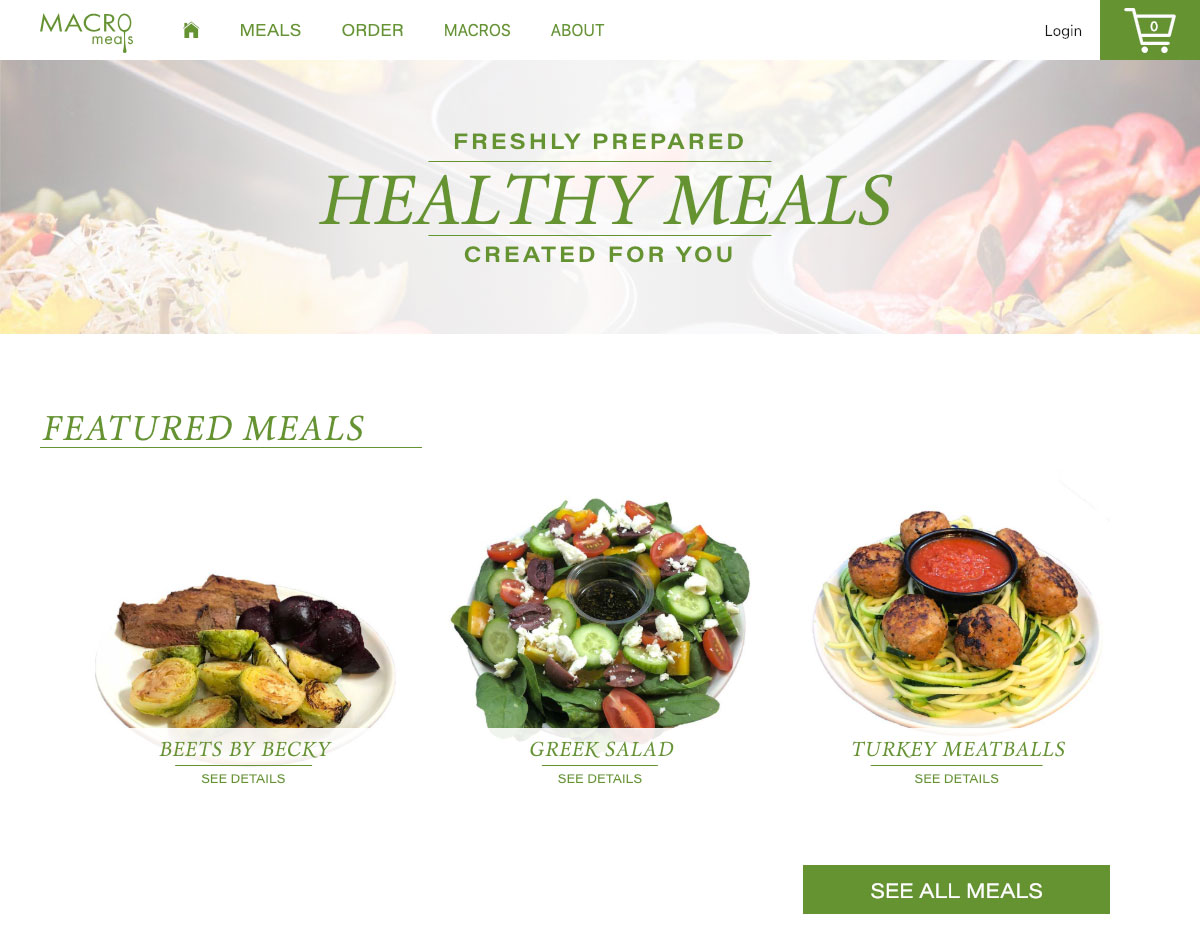 MACRO
meals
MEALS
ORDER
MACROS
ABOUT
Login
0
FRESHLY PREPARED
HEALTHY MEALS
CREATED FOR YOU
FEATURED MEALS
BEETS BY BECKY
SEE DETAILS
GREEK SALAD
SEE DETAILS
TURKEY MEATBALLS
SEE DETAILS
SEE ALL MEALS